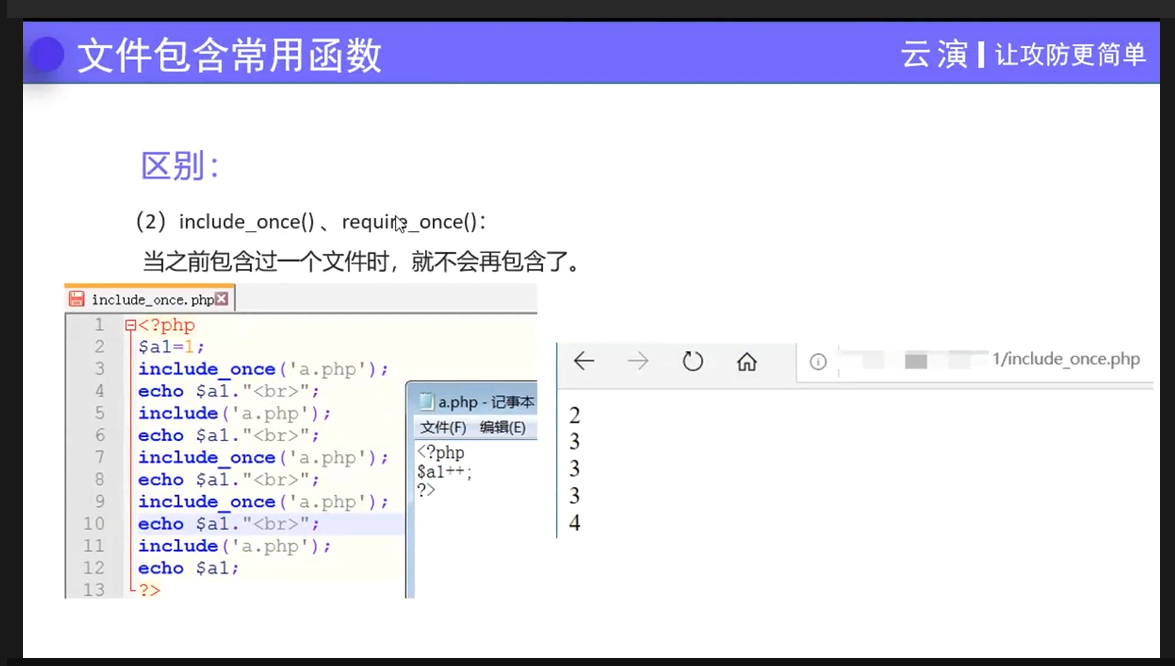 文件包含常用函数
云演 让攻防更简单
区别：
（2）include_once() 、require_once()：
当之前包含过一个文件时，就不会再包含了。
include_once.php
1 <?php
2 $a1=1;
3 include_once('a.php');
4 echo $a1."<br>";
5 include('a.php');
6 echo $a1."<br>";
7 include_once('a.php');
8 echo $a1."<br>";
9 include_once('a.php');
10 echo $a1."<br>";
11 include('a.php');
12 echo $a1;
13 ?>
a.php - 记事本
文件(F) 编辑(E)
<?php
$a1++;
?>
1/include_once.php
2
3
3
3
4